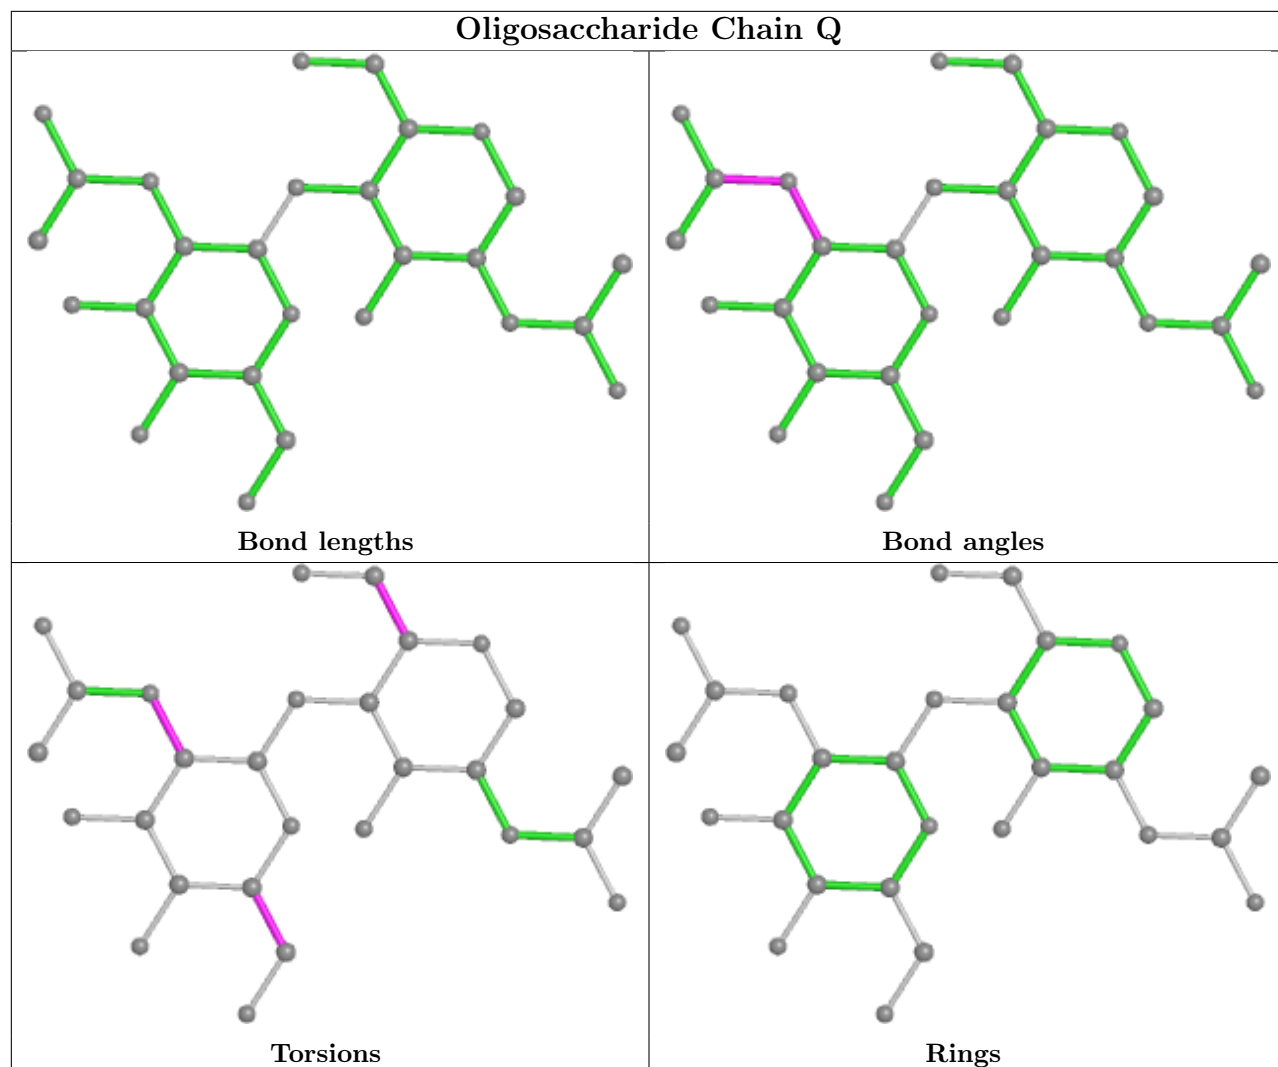 Oligosaccharide Chain Q
Bond lengths
Bond angles
Torsions
Rings